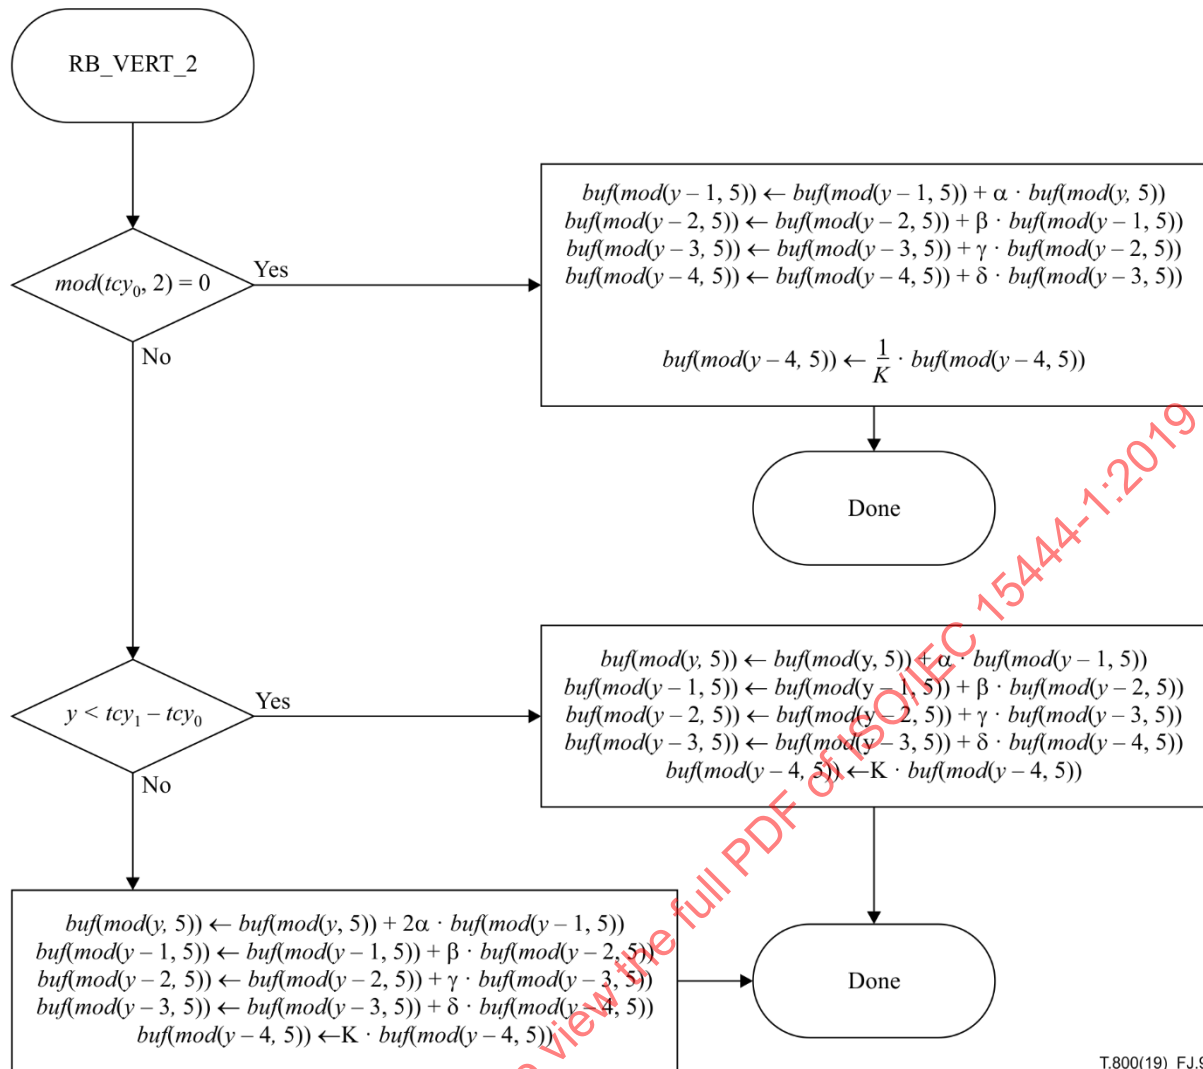 RB_VERT_2
mod(tcy₀, 2) = 0
Yes
No
buf(mod(y – 1, 5)) ← buf(mod(y – 1, 5)) + α · buf(mod(y, 5))
buf(mod(y – 2, 5)) ← buf(mod(y – 2, 5)) + β · buf(mod(y – 1, 5))
buf(mod(y – 3, 5)) ← buf(mod(y – 3, 5)) + γ · buf(mod(y – 2, 5))
buf(mod(y – 4, 5)) ← buf(mod(y – 4, 5)) + δ · buf(mod(y – 3, 5))
buf(mod(y – 4, 5)) ← 1/K · buf(mod(y – 4, 5))
Done
y < tcy₁ – tcy₀
Yes
No
buf(mod(y, 5)) ← buf(mod(y, 5)) + α · buf(mod(y – 1, 5))
buf(mod(y – 1, 5)) ← buf(mod(y – 1, 5)) + β · buf(mod(y – 2, 5))
buf(mod(y – 2, 5)) ← buf(mod(y – 2, 5)) + γ · buf(mod(y – 3, 5))
buf(mod(y – 3, 5)) ← buf(mod(y – 3, 5)) + δ · buf(mod(y – 4, 5))
buf(mod(y – 4, 5)) ←K · buf(mod(y – 4, 5))
buf(mod(y, 5)) ← buf(mod(y, 5)) + 2α · buf(mod(y – 1, 5))
buf(mod(y – 1, 5)) ← buf(mod(y – 1, 5)) + β · buf(mod(y – 2, 5))
buf(mod(y – 2, 5)) ← buf(mod(y – 2, 5)) + γ · buf(mod(y – 3, 5))
buf(mod(y – 3, 5)) ← buf(mod(y – 3, 5)) + δ · buf(mod(y – 4, 5))
buf(mod(y – 4, 5)) ←K · buf(mod(y – 4, 5))
Done
T.800(19)_FJ.9
view the full PDF of ISO/IEC 15444-1:2019